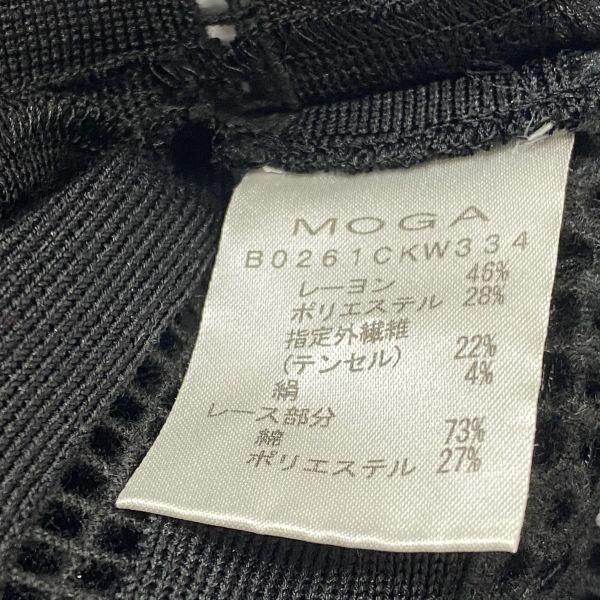 MOGA
B0261CKW334
レーヨン 46%
ポリエステル 28%
指定外繊維
(テンセル) 22%
絹 4%
レース部分
綿 73%
ポリエステル 27%